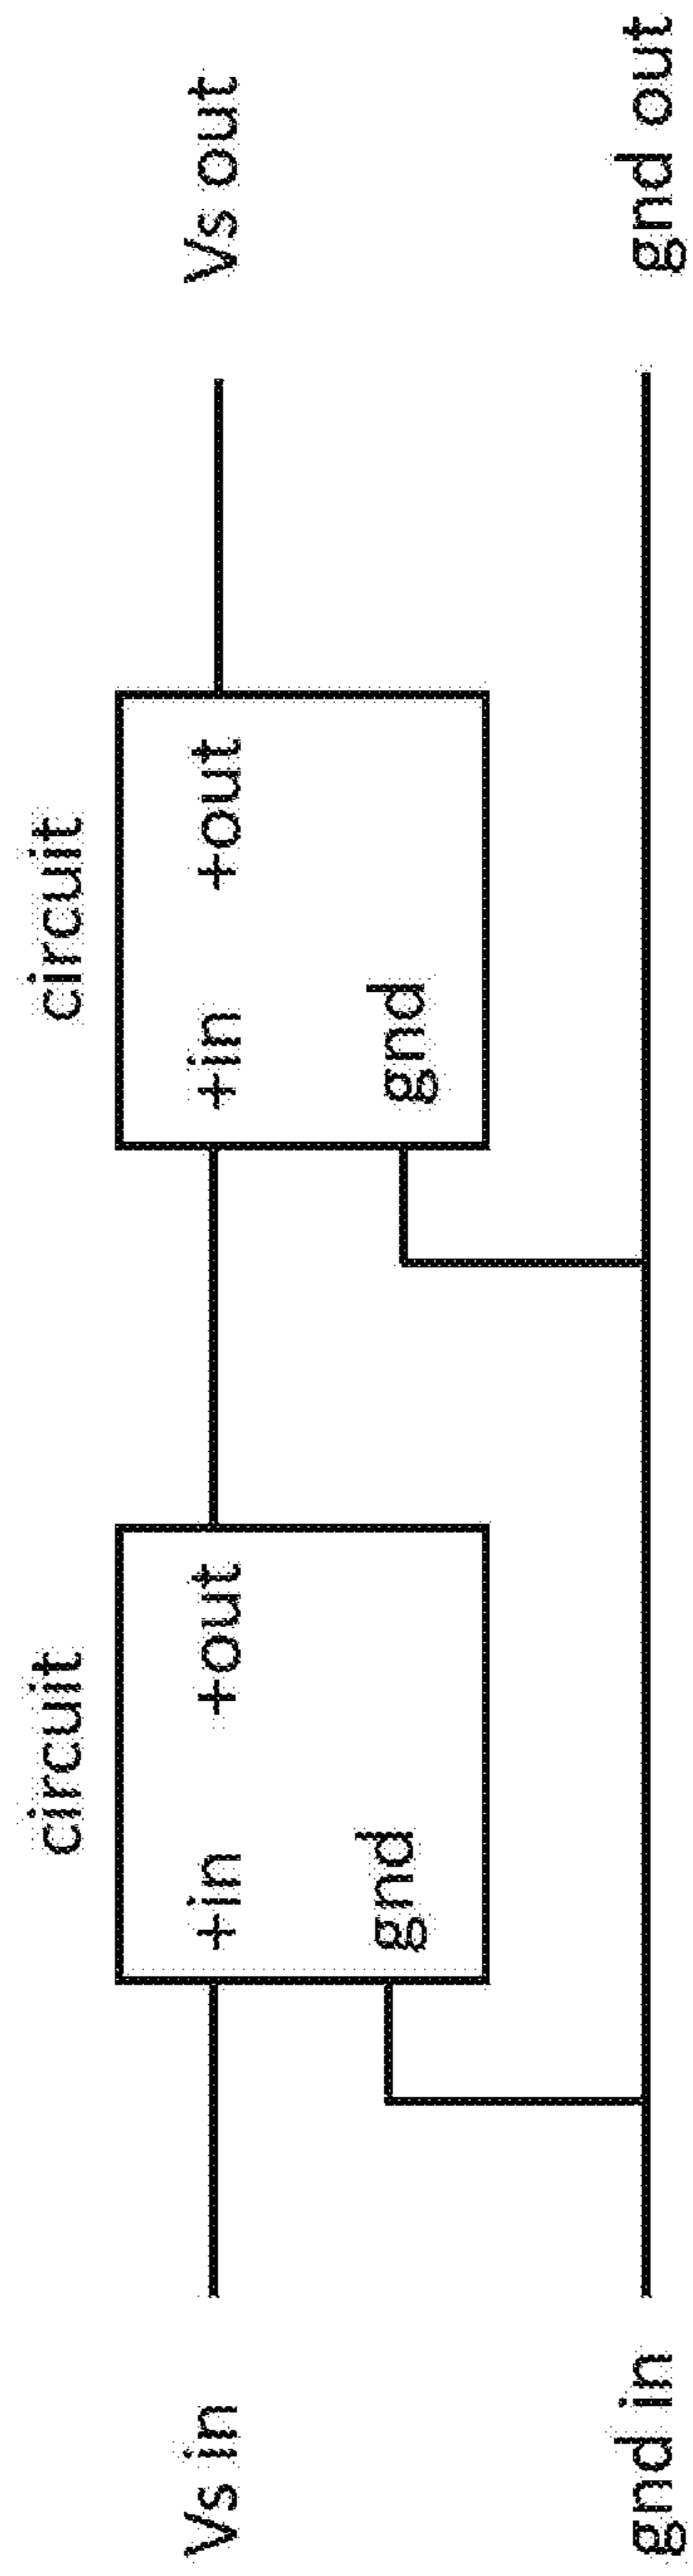 circuit
circuit
Vs in
+in
+out
+in
+out
Vs out
gnd
gnd
gnd in
gnd out